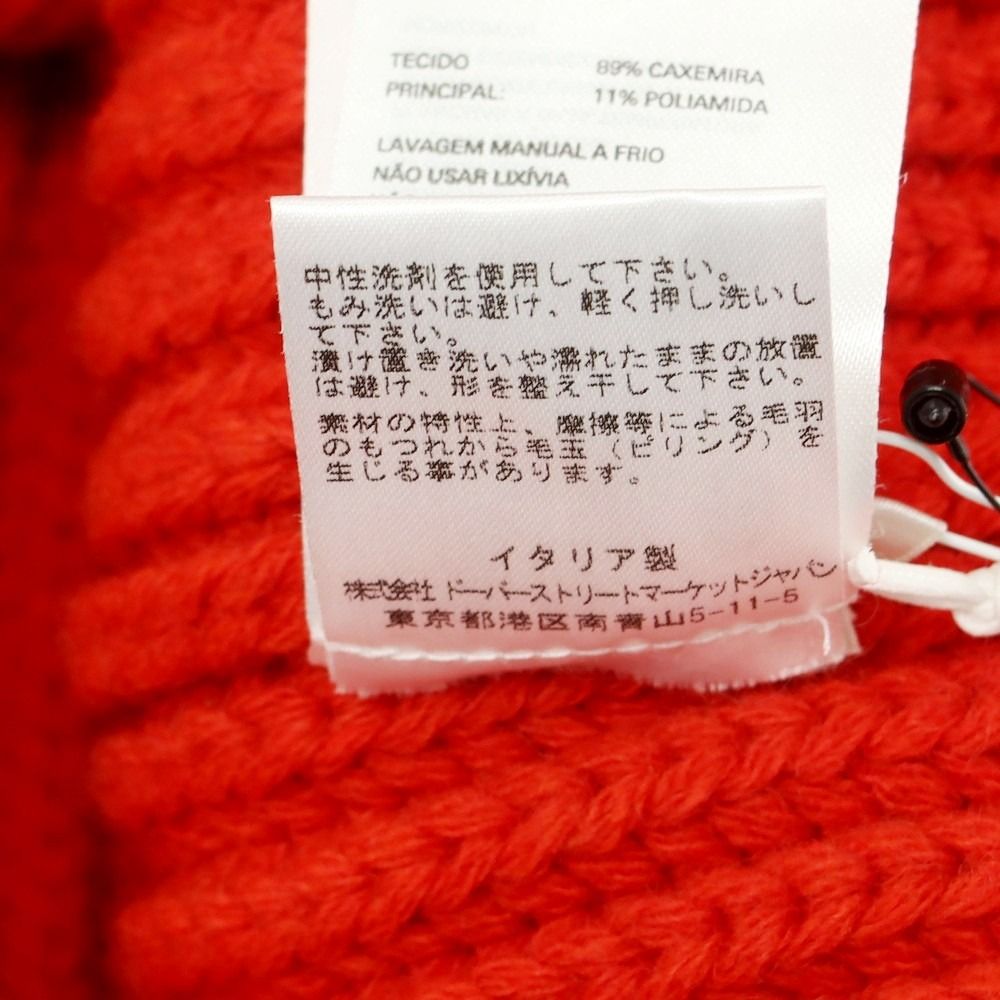 TECIDO 89% CAXEMIRA
PRINCIPAL: 11% POLIAMIDA
LAVAGEM MANUAL A FRIO
NÃO USAR LIXÍVIA
中性洗剤を使用して下さい。
もみ洗いは避け、軽く押し洗いし
て下さい。
漬け置き洗いや濡れたままの放置
は避け、形を整え干して下さい。
素材の特性上、摩擦等による毛羽
のもつれから毛玉（ピリング）を
生じる事があります。
イタリア製
株式会社 ドーバーストリートマーケットジャパン
東京都港区南青山5-11-5